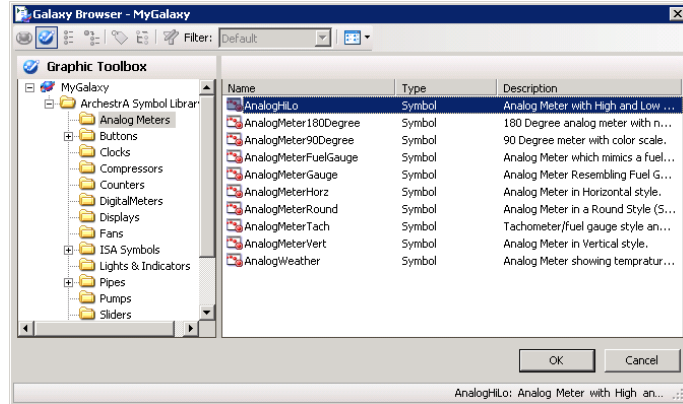 Galaxy Browser - MyGalaxy
Filter: Default
Graphic Toolbox
MyGalaxy
ArchestrA Symbol Librar
Analog Meters
Buttons
Clocks
Compressors
Counters
DigitalMeters
Displays
Fans
ISA Symbols
Lights & Indicators
Pipes
Pumps
Sliders
Name Type Description
AnalogHiLo Symbol Analog Meter with High and Low ...
AnalogMeter180Degree Symbol 180 Degree analog meter with n...
AnalogMeter90Degree Symbol 90 Degree meter with color scale.
AnalogMeterFuelGauge Symbol Analog Meter which mimics a fuel...
AnalogMeterGauge Symbol Analog Meter Resembling Fuel G...
AnalogMeterHorz Symbol Analog Meter in Horizontal style.
AnalogMeterRound Symbol Analog Meter in a Round Style (S...
AnalogMeterTach Symbol Tachometer/fuel gauge style an...
AnalogMeterVert Symbol Analog Meter in Vertical style.
AnalogWeather Symbol Analog Meter showing tempratur...
OK Cancel
AnalogHiLo: Analog Meter with High an...